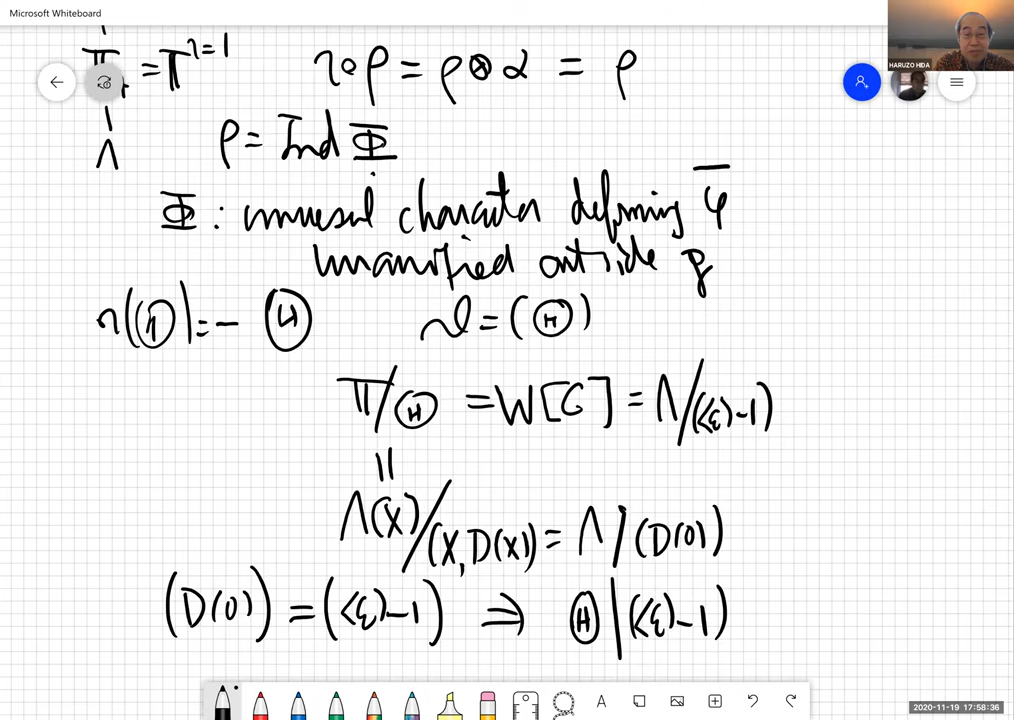 Microsoft Whiteboard
HARUZO HIDA
𝕋₊ = 𝕋^{τ=1} τ∘ρ = ρ⊗α = ρ
| Λ
ρ = Ind Φ
Φ : universal character defining φ̄
unramified outside 𝔭
τ(Θ) = −Θ 𝒟 = (Θ)
𝕋/Θ = W[C] = Λ/(⟨ε⟩−1)
||
Λ(X)/(X, D(X)) = Λ/(D(0))
(D(0)) = (⟨ε⟩−1) ⇒ Θ | (⟨ε⟩−1)
A
2020-11-19 17:58:36